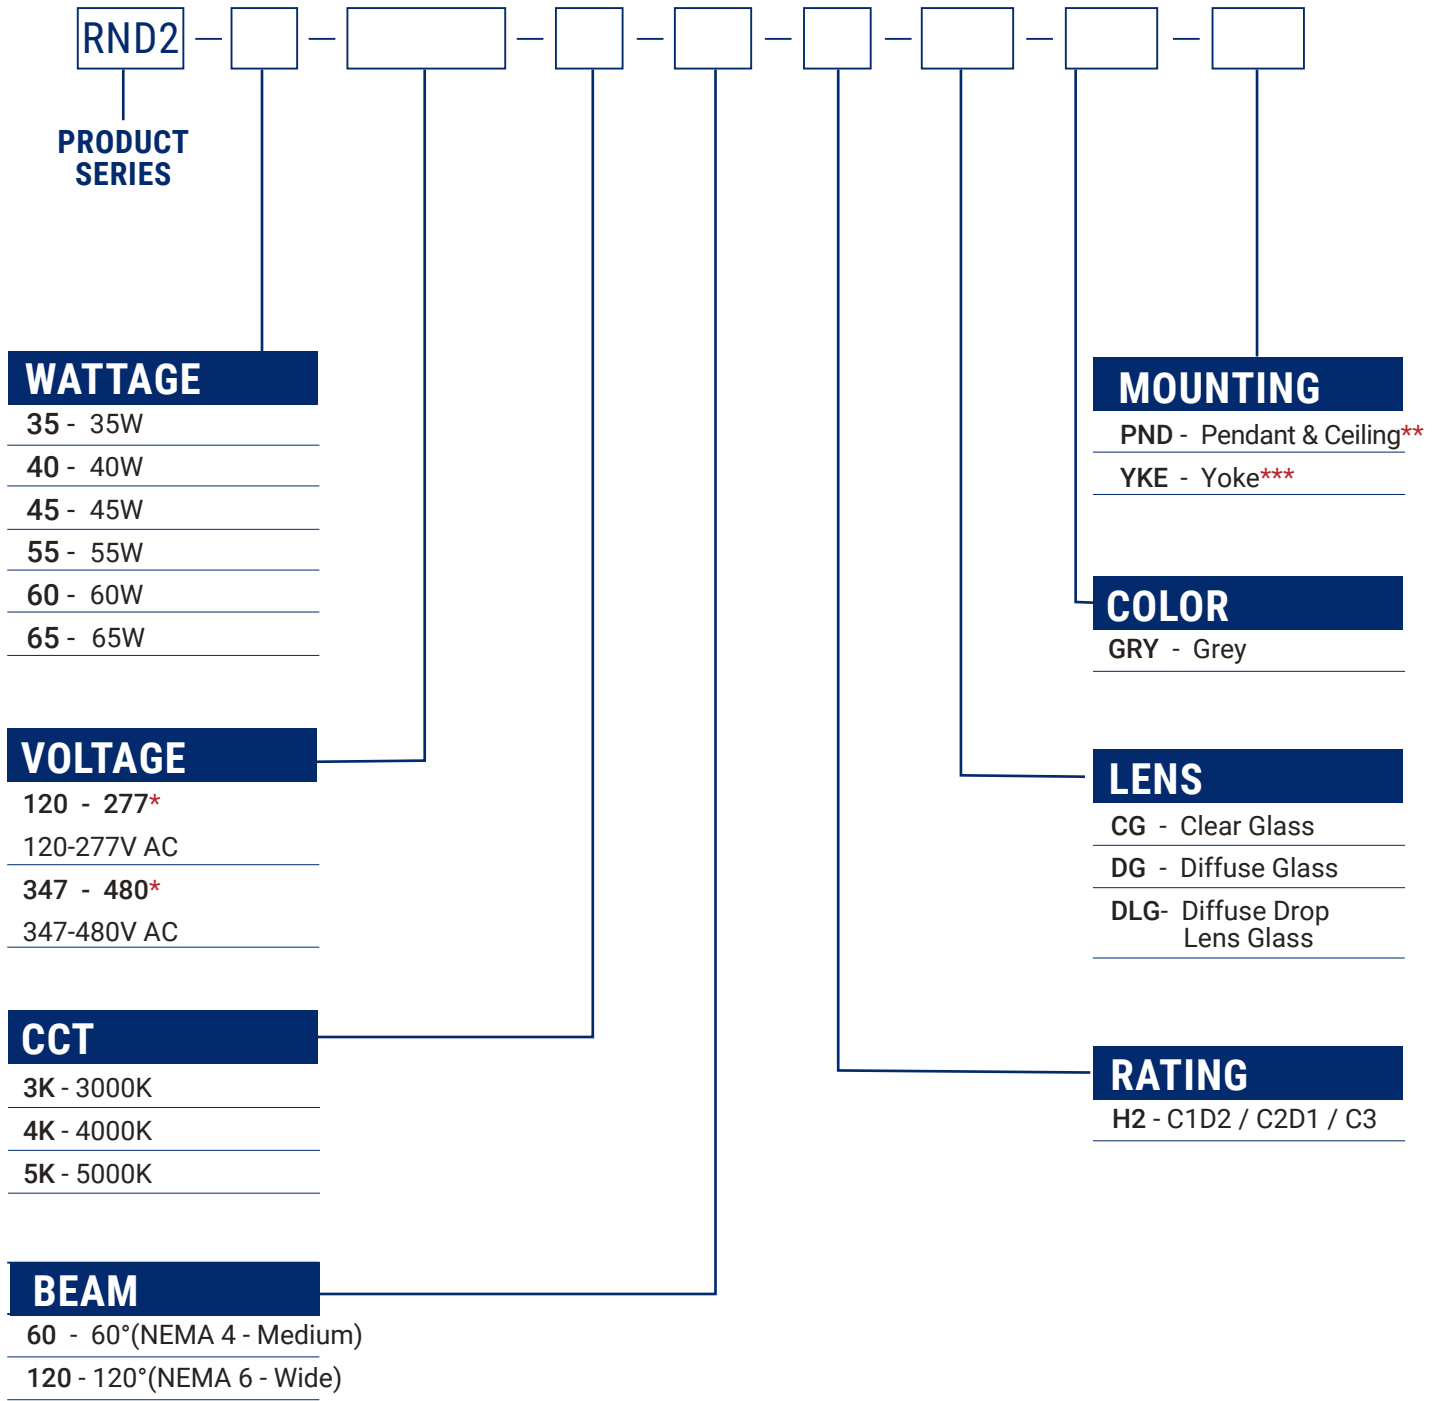 RND2
PRODUCT
SERIES
WATTAGE
35 - 35W
40 - 40W
45 - 45W
55 - 55W
60 - 60W
65 - 65W
VOLTAGE
120 - 277*
120-277V AC
347 - 480*
347-480V AC
CCT
3K - 3000K
4K - 4000K
5K - 5000K
BEAM
60 - 60°(NEMA 4 - Medium)
120 - 120°(NEMA 6 - Wide)
MOUNTING
PND - Pendant & Ceiling**
YKE - Yoke***
COLOR
GRY - Grey
LENS
CG - Clear Glass
DG - Diffuse Glass
DLG- Diffuse Drop
Lens Glass
RATING
H2 - C1D2 / C2D1 / C3